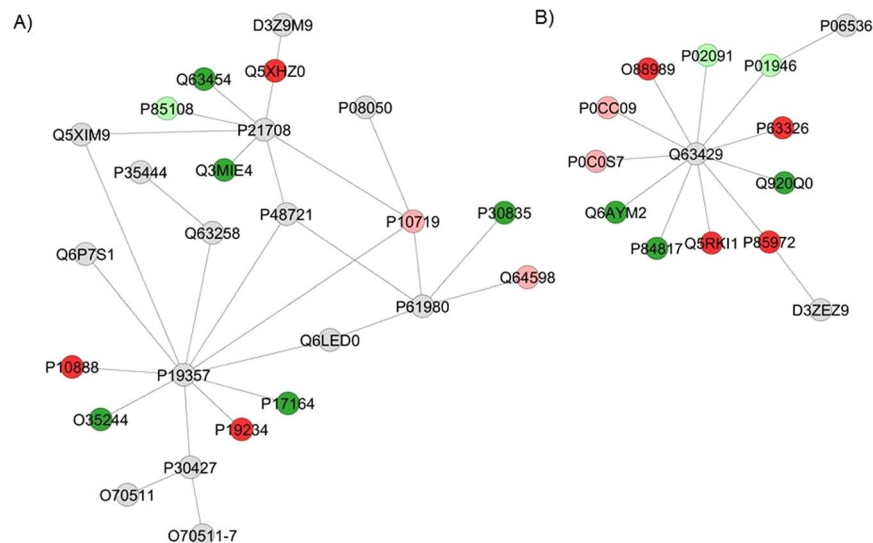 A)
D3Z9M9
Q63454
Q5XHZ0
P85108
P08050
Q5XIM9
P21708
P35444
Q3MIE4
P48721
P10719
P30835
Q63258
Q6P7S1
Q64598
P61980
Q6LED0
P10888
P19357
P17164
O35244
P19234
P30427
O70511
O70511-7
B)
P06536
P02091
O88989
P01946
P0CC09
P63326
Q63429
P0C0S7
Q920Q0
Q6AYM2
P84817
Q5RKI1
P85972
D3ZEZ9